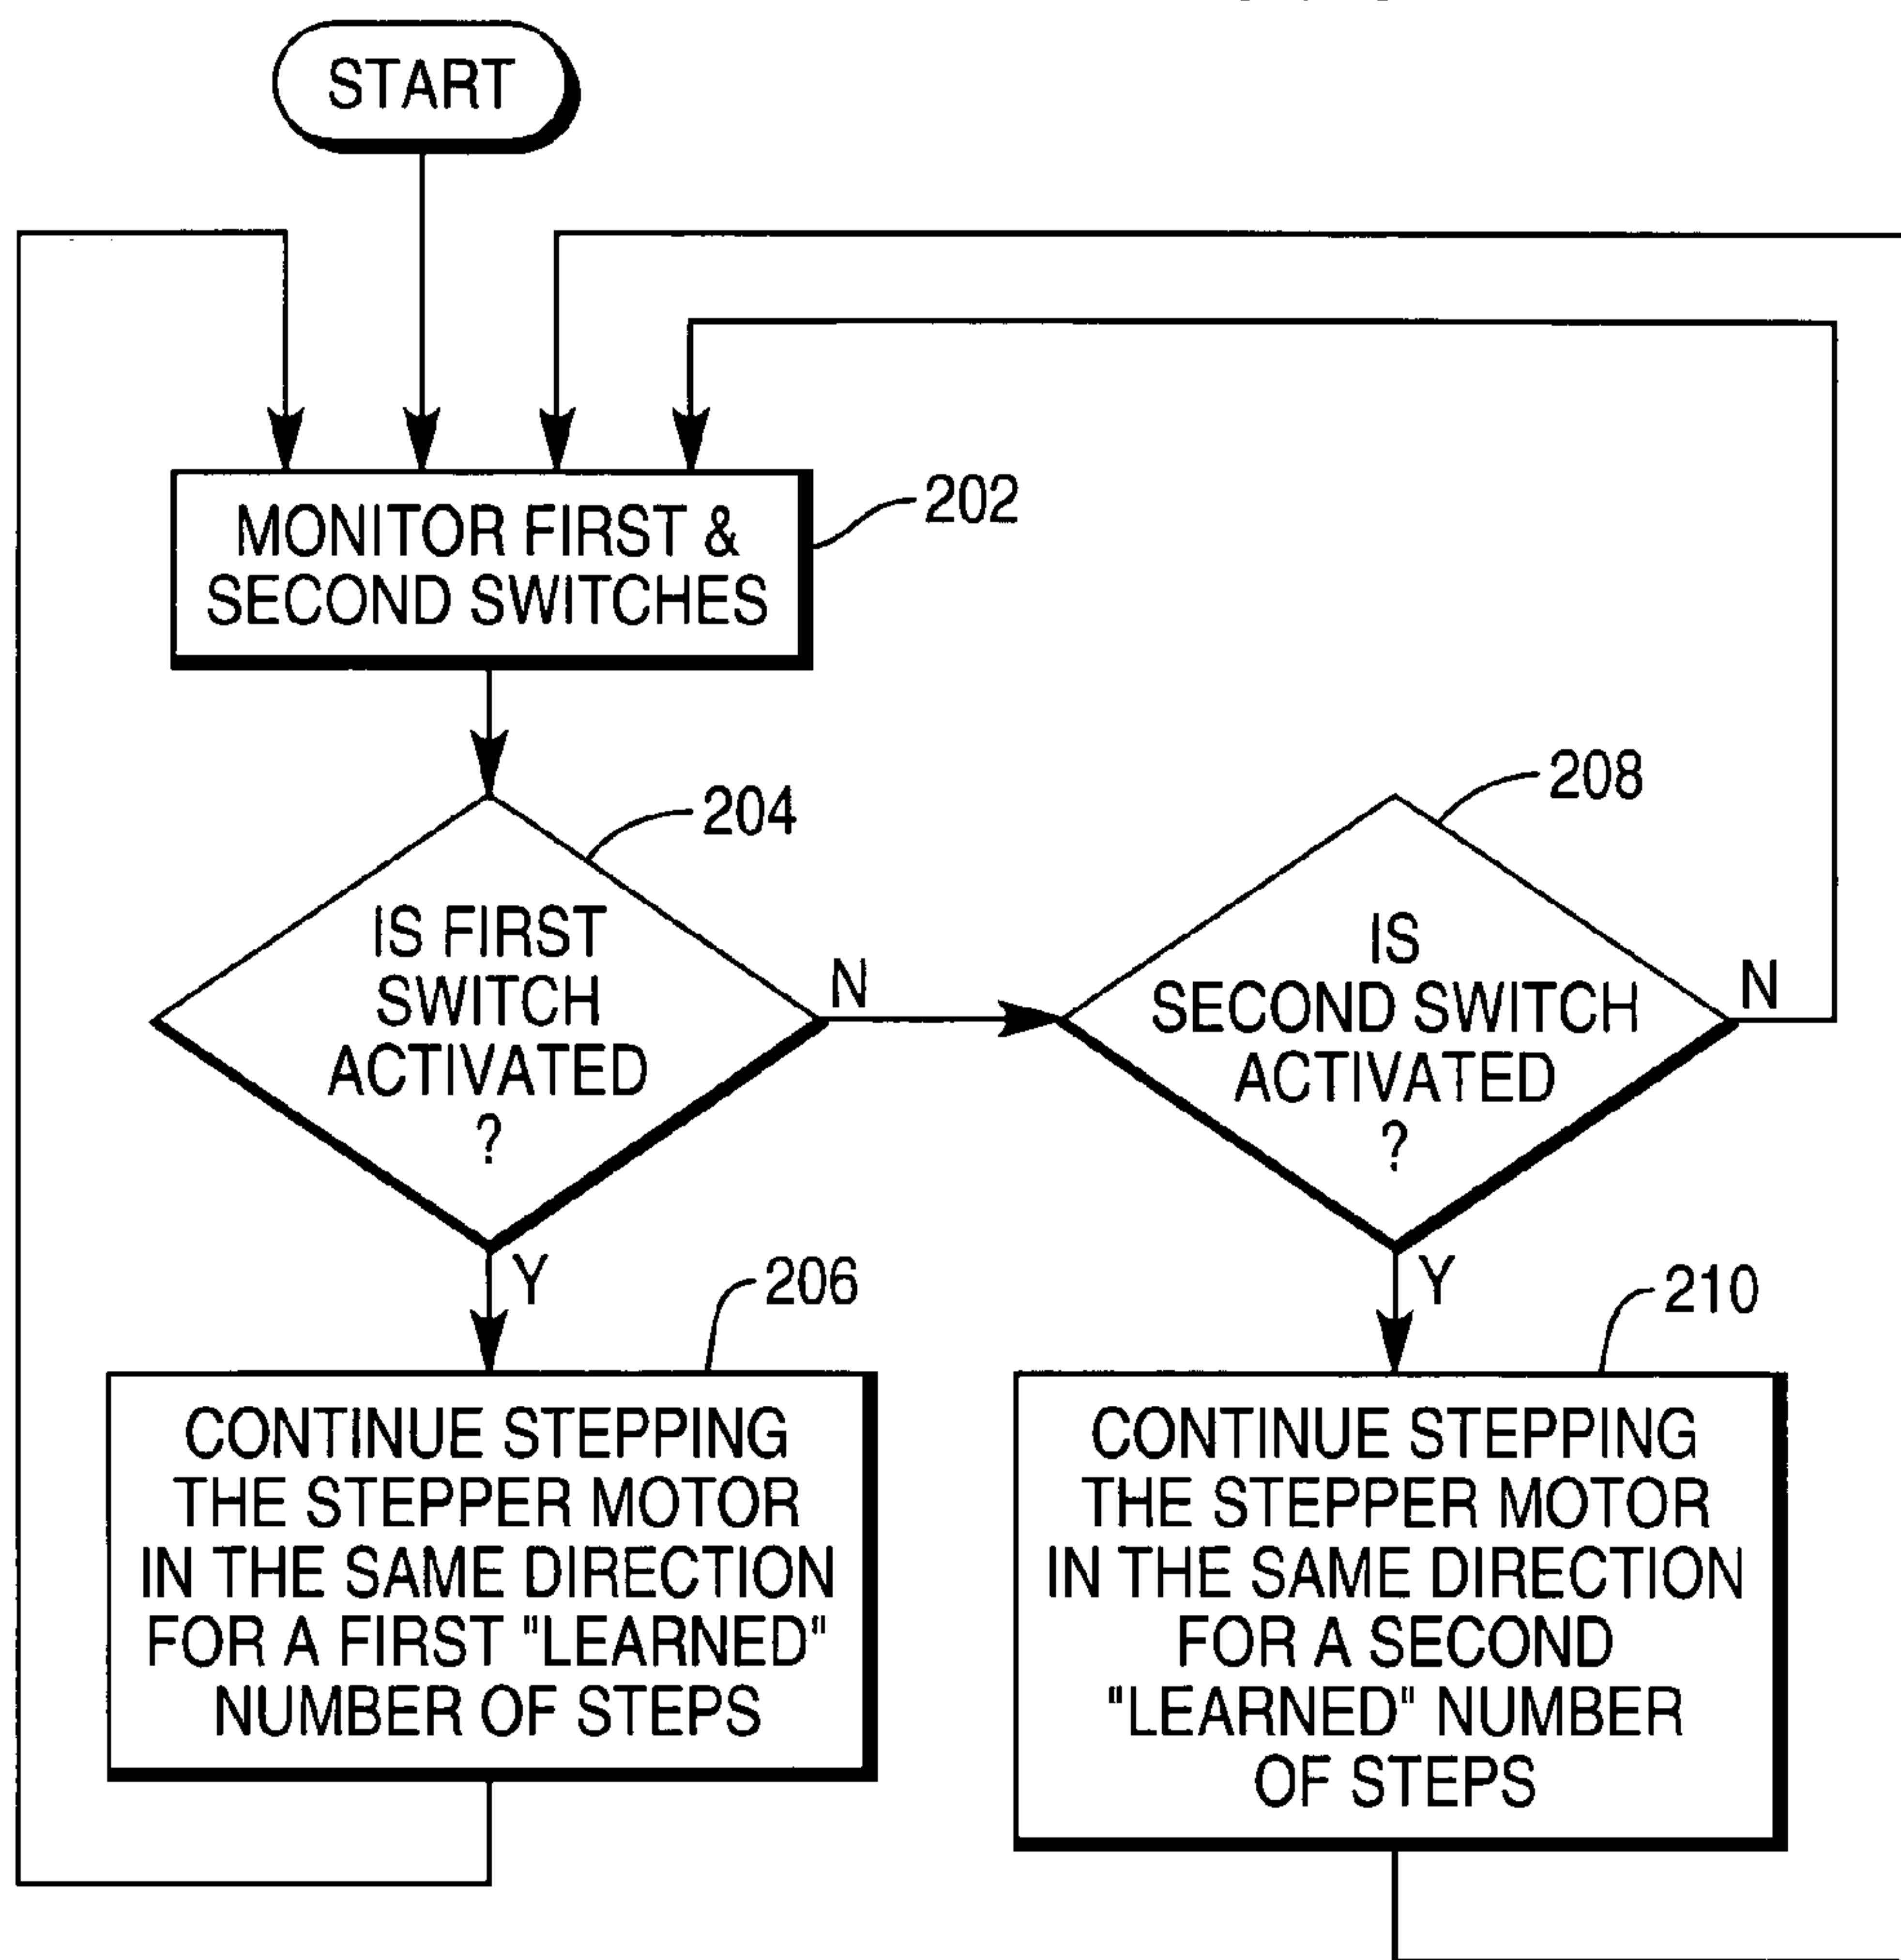 START
MONITOR FIRST &
SECOND SWITCHES
202
204
IS FIRST
SWITCH
ACTIVATED
?
N
Y
208
IS
SECOND SWITCH
ACTIVATED
?
N
Y
206
CONTINUE STEPPING
THE STEPPER MOTOR
IN THE SAME DIRECTION
FOR A FIRST "LEARNED"
NUMBER OF STEPS
210
CONTINUE STEPPING
THE STEPPER MOTOR
IN THE SAME DIRECTION
FOR A SECOND
"LEARNED" NUMBER
OF STEPS